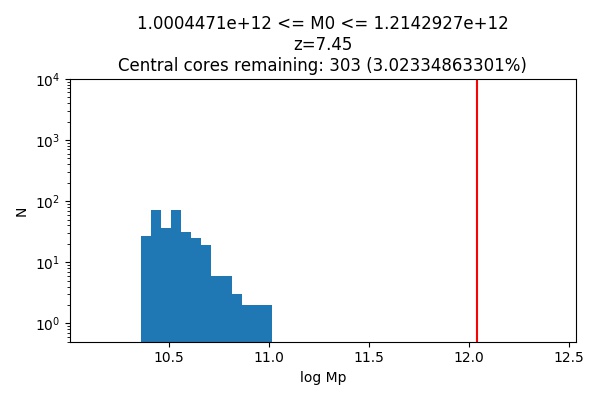 1.0004471e+12 <= M0 <= 1.2142927e+12
z=7.45
Central cores remaining: 303 (3.02334863301%)
10⁴
10³
10²
10¹
10⁰
N
10.5 11.0 11.5 12.0 12.5
log Mp